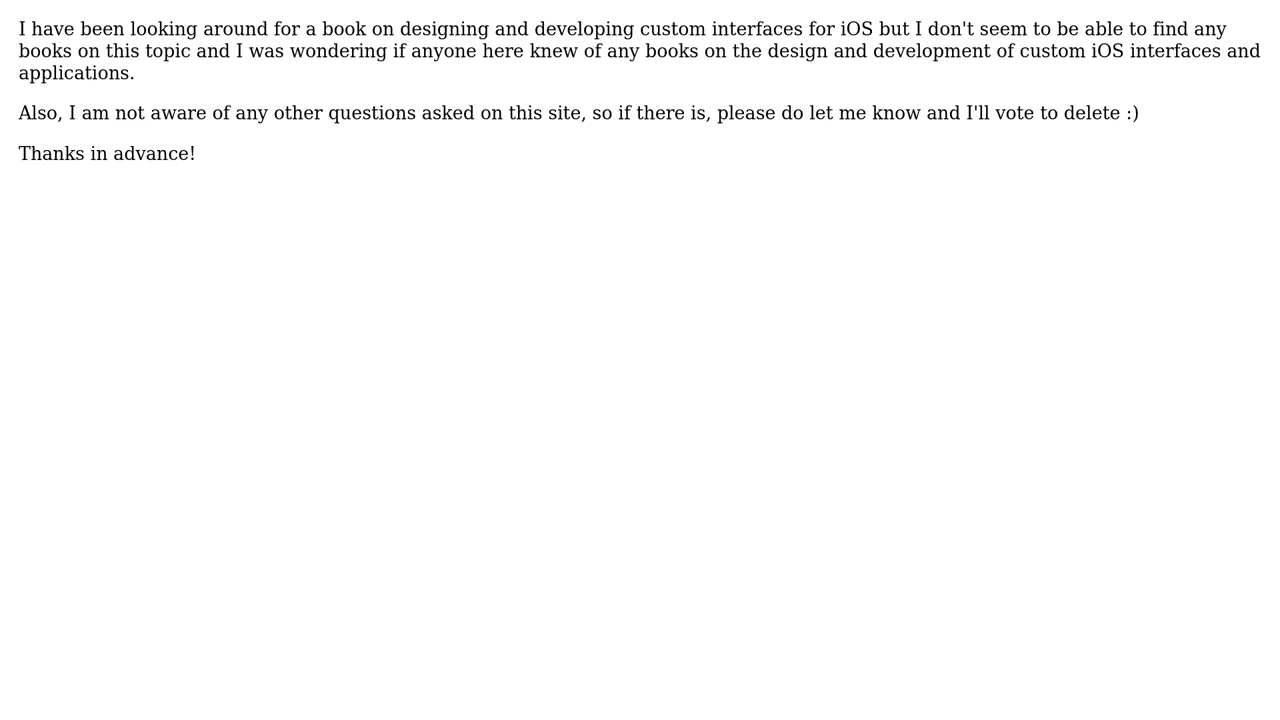 I have been looking around for a book on designing and developing custom interfaces for iOS but I don't seem to be able to find any
books on this topic and I was wondering if anyone here knew of any books on the design and development of custom iOS interfaces and
applications.
Also, I am not aware of any other questions asked on this site, so if there is, please do let me know and I'll vote to delete :)
Thanks in advance!